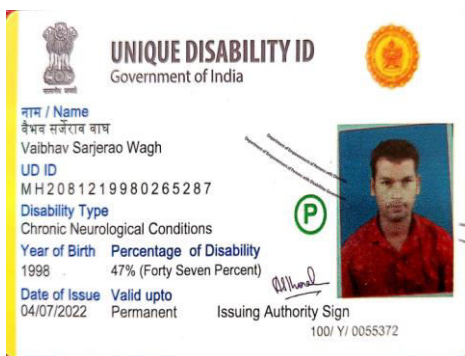 UNIQUE DISABILITY ID
Government of India
नाम / Name
वैभव सर्जेराव वाघ
Vaibhav Sarjerao Wagh
UD ID
MH2081219980265287
Disability Type
Chronic Neurological Conditions
Year of Birth Percentage of Disability
1998 47% (Forty Seven Percent)
Date of Issue Valid upto
04/07/2022 Permanent
P
Issuing Authority Sign
100/ Y/ 0055372